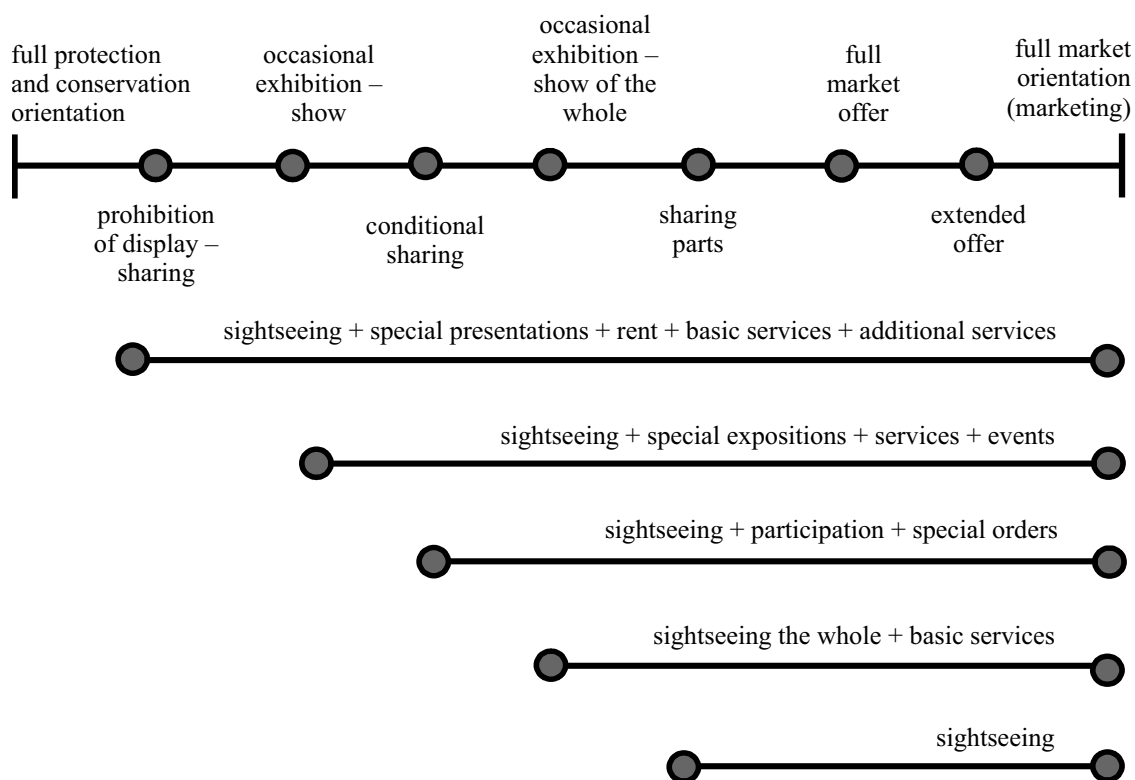 full protection
and conservation
orientation
occasional
exhibition –
show
occasional
exhibition –
show of the
whole
full
market
offer
full market
orientation
(marketing)
prohibition
of display –
sharing
conditional
sharing
sharing
parts
extended
offer
sightseeing + special presentations + rent + basic services + additional services
sightseeing + special expositions + services + events
sightseeing + participation + special orders
sightseeing the whole + basic services
sightseeing